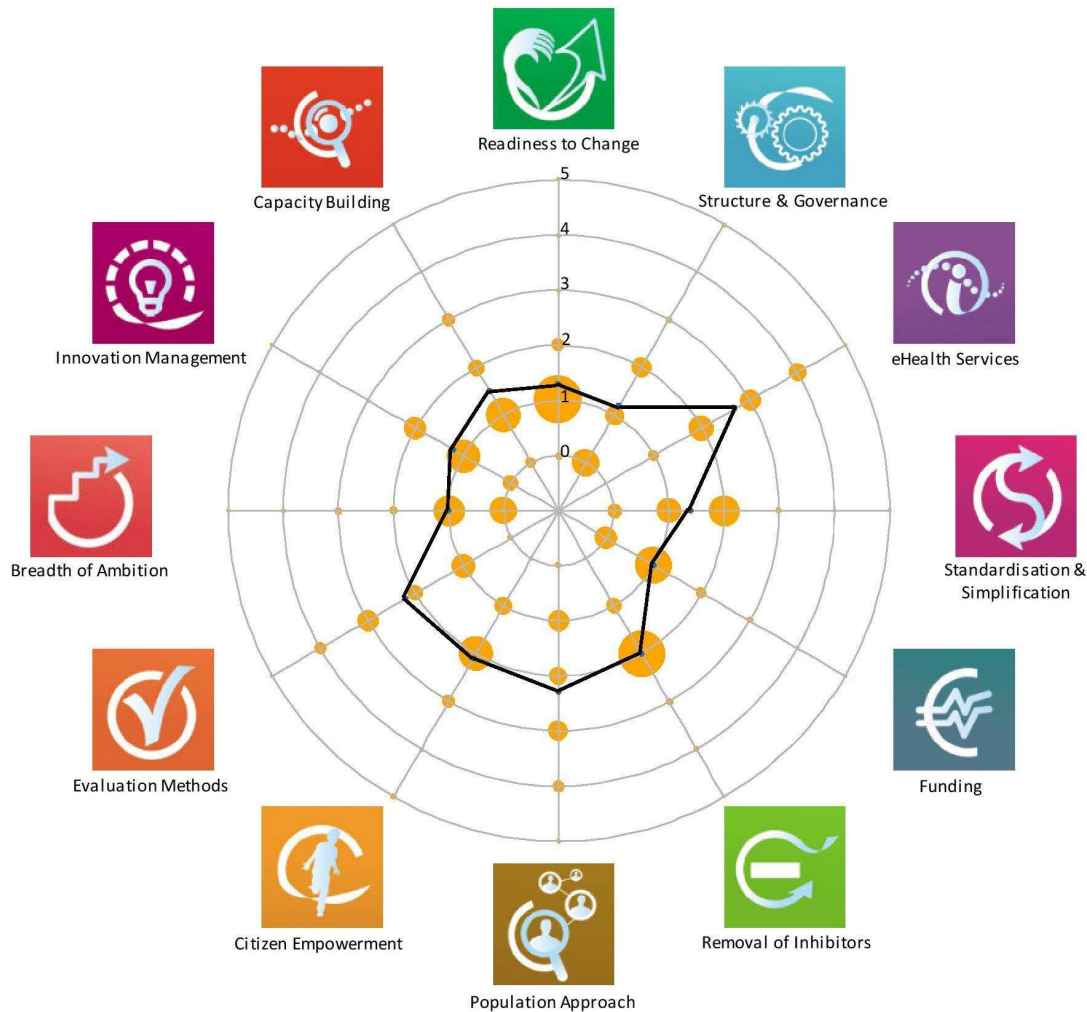 Readiness to Change
Capacity Building
Structure & Governance
Innovation Management
eHealth Services
5
4
3
2
1
0
Breadth of Ambition
Standardisation &
Simplification
Evaluation Methods
Funding
Citizen Empowerment
Removal of Inhibitors
Population Approach